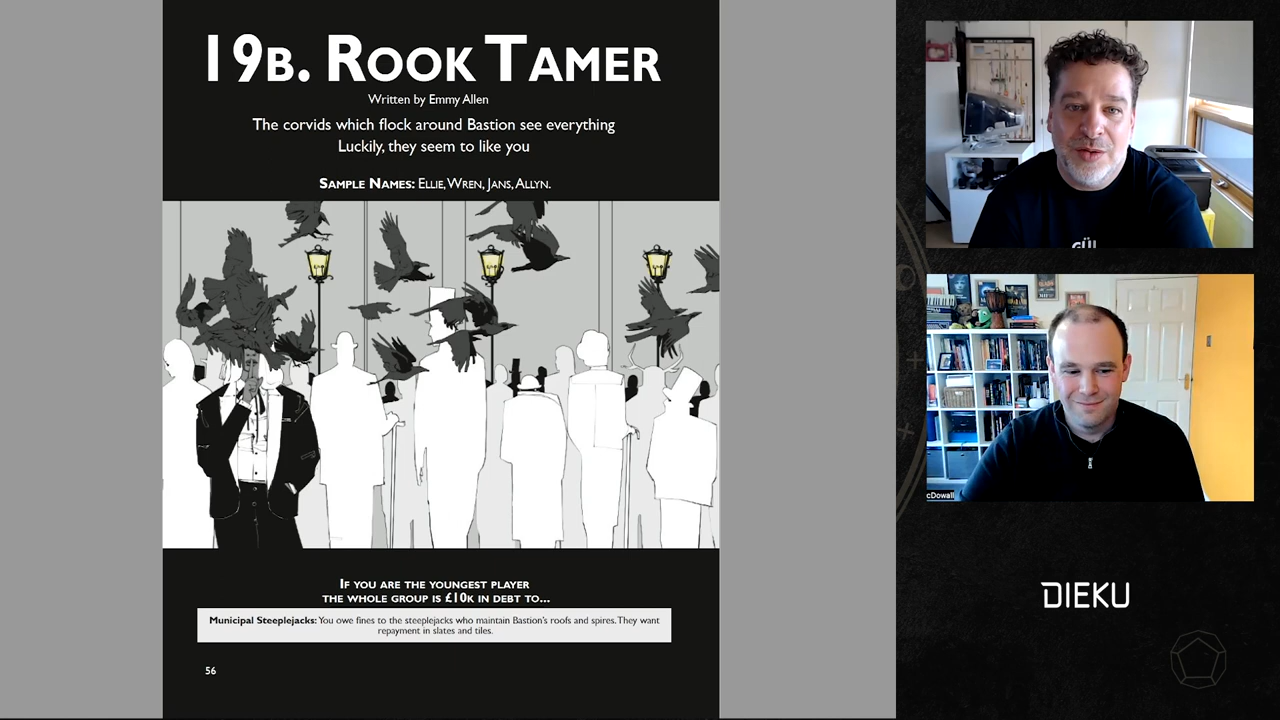 19B. ROOK TAMER
Written by Emmy Allen
The corvids which flock around Bastion see everything
Luckily, they seem to like you
SAMPLE NAMES: ELLIE, WREN, JANS, ALLYN.
IF YOU ARE THE YOUNGEST PLAYER
THE WHOLE GROUP IS £10K IN DEBT TO...
Municipal Steeplejacks: You owe fines to the steeplejacks who maintain Bastion's roofs and spires. They want
repayment in slates and tiles.
56
cDowall
DIEKU